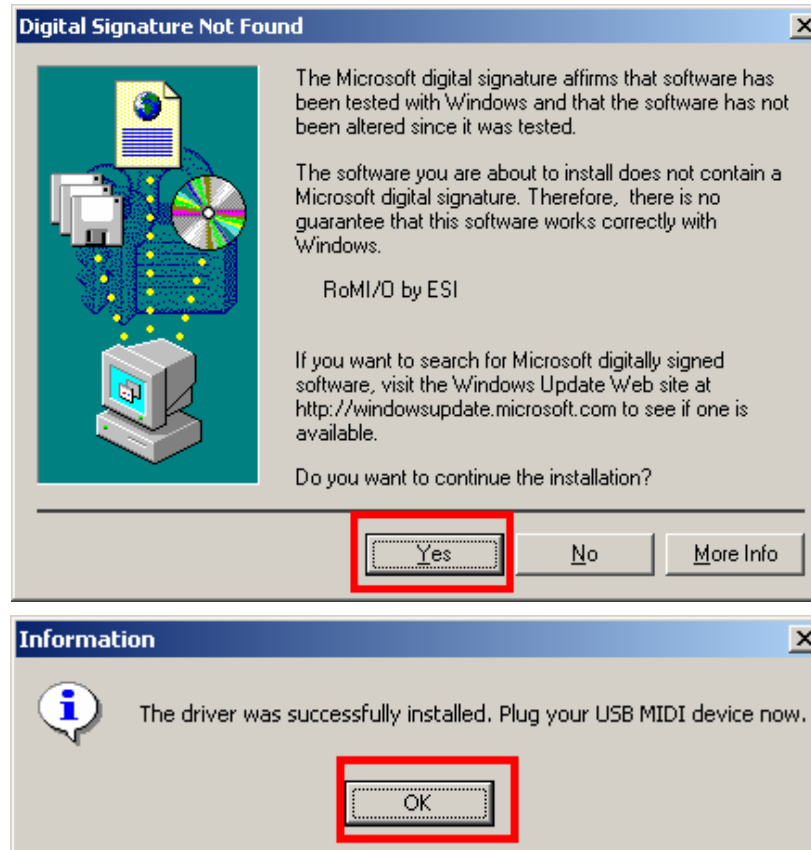 Digital Signature Not Found
The Microsoft digital signature affirms that software has
been tested with Windows and that the software has not
been altered since it was tested.
The software you are about to install does not contain a
Microsoft digital signature. Therefore, there is no
guarantee that this software works correctly with
Windows.
RoMI/O by ESI
If you want to search for Microsoft digitally signed
software, visit the Windows Update Web site at
http://windowsupdate.microsoft.com to see if one is
available.
Do you want to continue the installation?
Yes No More Info
Information
The driver was successfully installed. Plug your USB MIDI device now.
OK